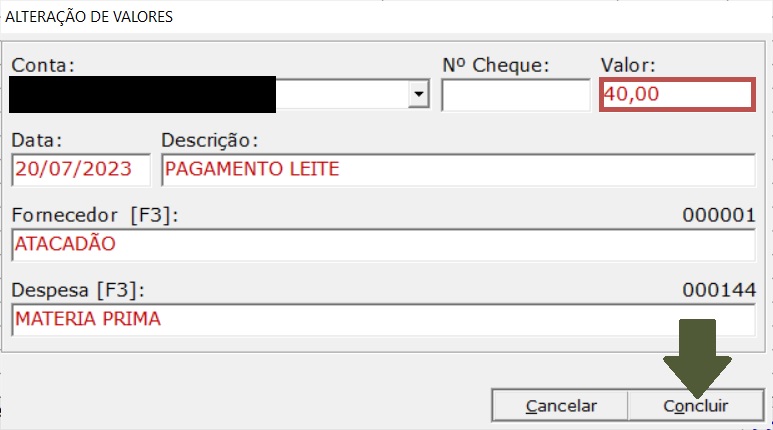 ALTERAÇÃO DE VALORES
Conta: Nº Cheque: Valor:
40,00
Data: Descrição:
20/07/2023 PAGAMENTO LEITE
Fornecedor [F3]: 000001
ATACADÃO
Despesa [F3]: 000144
MATERIA PRIMA
Cancelar Concluir